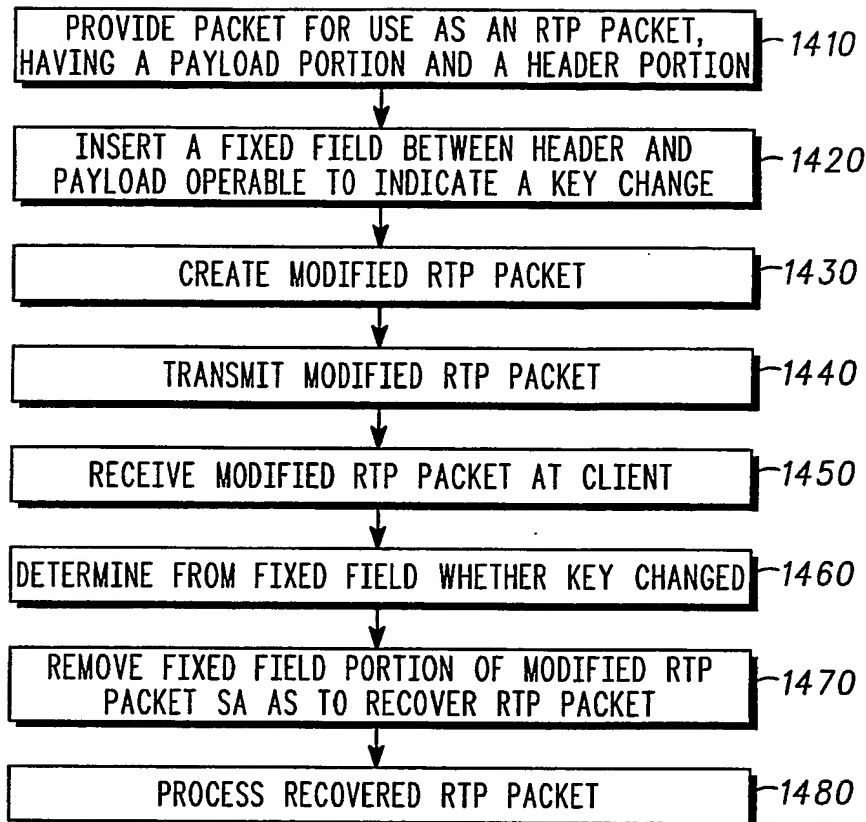 PROVIDE PACKET FOR USE AS AN RTP PACKET,
HAVING A PAYLOAD PORTION AND A HEADER PORTION
1410
INSERT A FIXED FIELD BETWEEN HEADER AND
PAYLOAD OPERABLE TO INDICATE A KEY CHANGE
1420
CREATE MODIFIED RTP PACKET
1430
TRANSMIT MODIFIED RTP PACKET
1440
RECEIVE MODIFIED RTP PACKET AT CLIENT
1450
DETERMINE FROM FIXED FIELD WHETHER KEY CHANGED
1460
REMOVE FIXED FIELD PORTION OF MODIFIED RTP
PACKET SA AS TO RECOVER RTP PACKET
1470
PROCESS RECOVERED RTP PACKET
1480